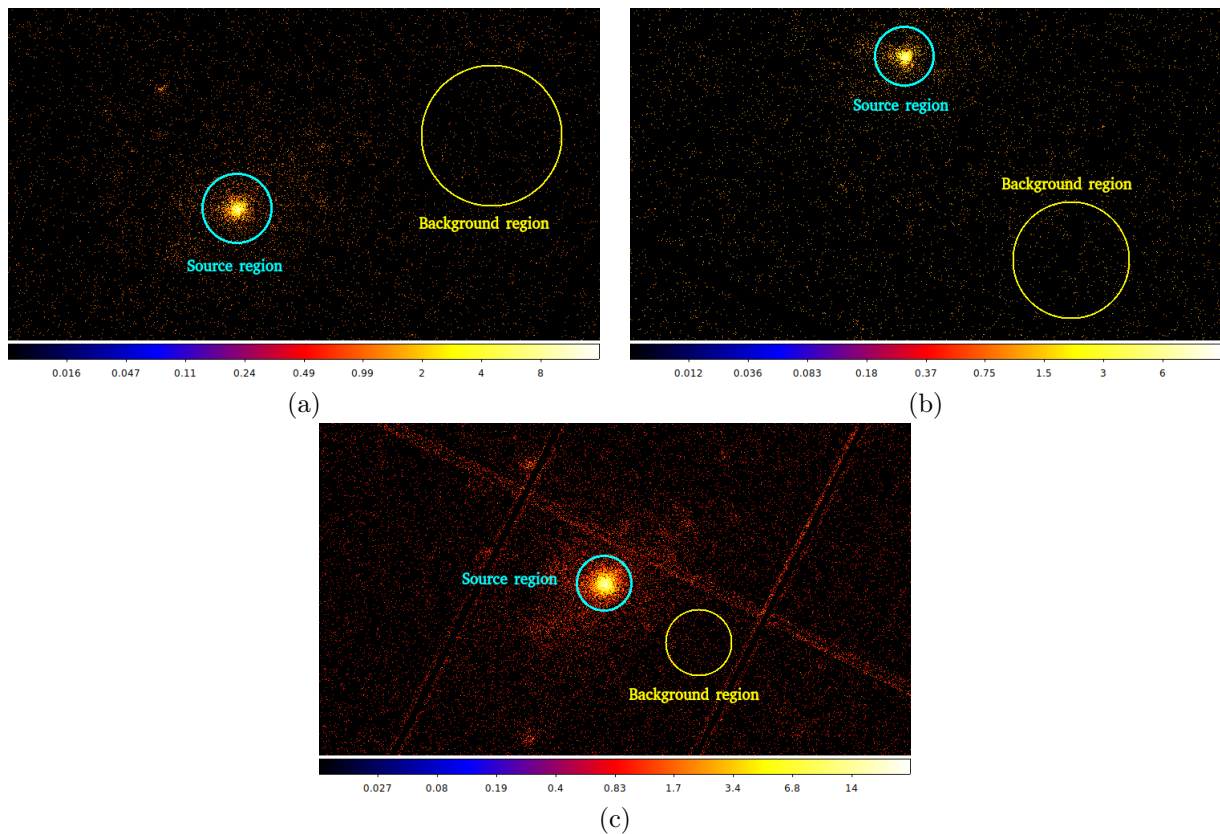 Source region
Background region
0.016 0.047 0.11 0.24 0.49 0.99 2 4 8
(a)
Source region
Background region
0.012 0.036 0.083 0.18 0.37 0.75 1.5 3 6
(b)
Source region
Background region
0.027 0.08 0.19 0.4 0.83 1.7 3.4 6.8 14
(c)